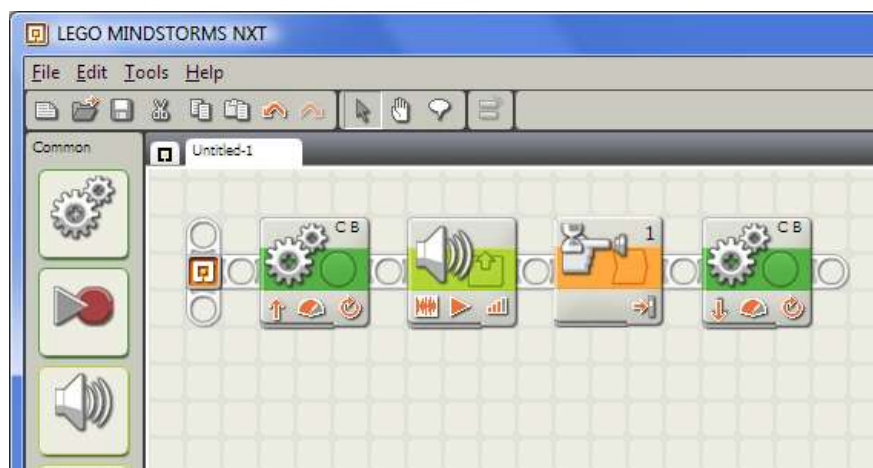 LEGO MINDSTORMS NXT
File Edit Tools Help
Common
Untitled-1
C B
1
C B